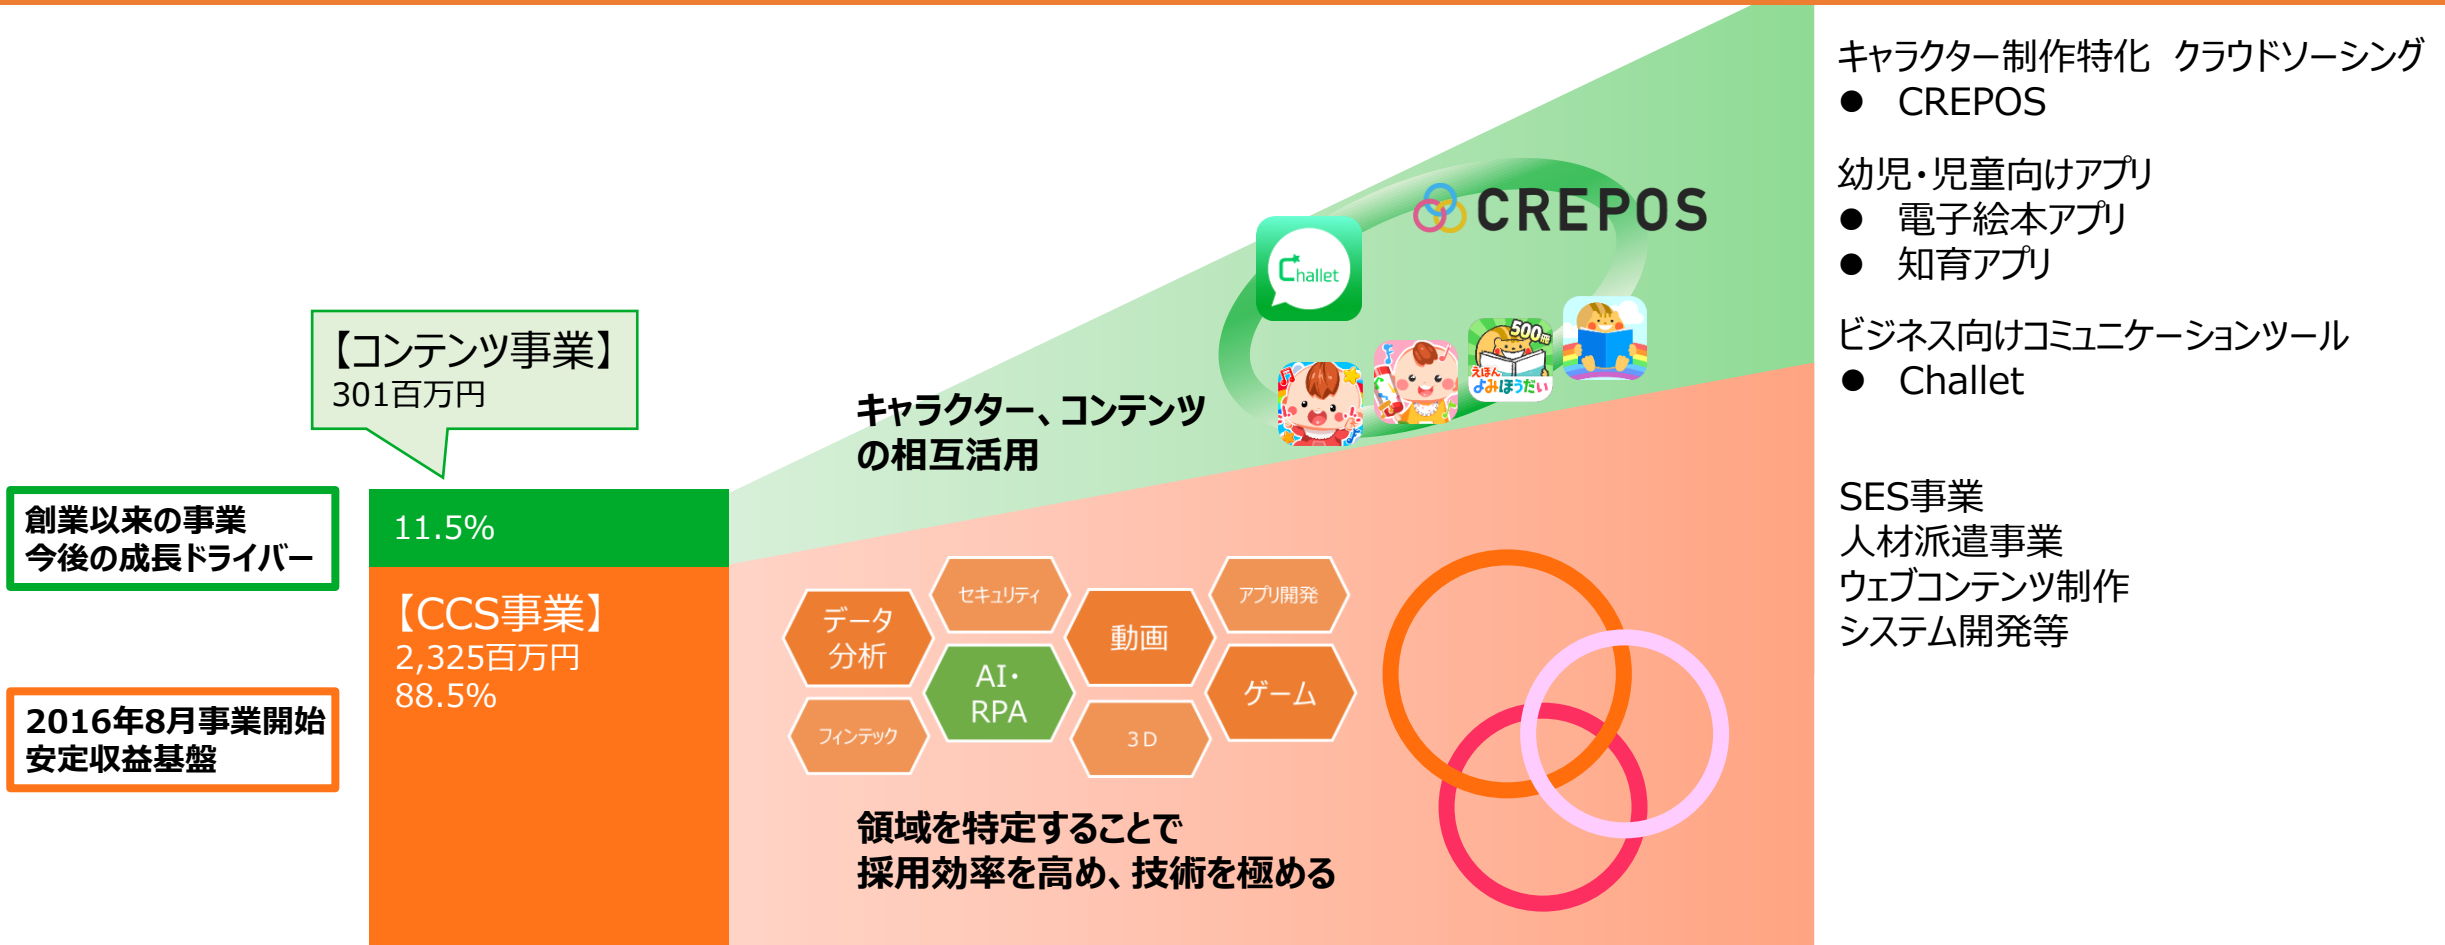 【コンテンツ事業】
301百万円
創業以来の事業
今後の成長ドライバー
11.5%
【CCS事業】
2,325百万円
88.5%
2016年8月事業開始
安定収益基盤
キャラクター、コンテンツ
の相互活用
Challet
CREPOS
500冊
えほん
よみほうだい
データ
分析
セキュリティ
動画
アプリ開発
フィンテック
AI・
RPA
3D
ゲーム
領域を特定することで
採用効率を高め、技術を極める
キャラクター制作特化 クラウドソーシング
● CREPOS
幼児・児童向けアプリ
● 電子絵本アプリ
● 知育アプリ
ビジネス向けコミュニケーションツール
● Challet
SES事業
人材派遣事業
ウェブコンテンツ制作
システム開発等